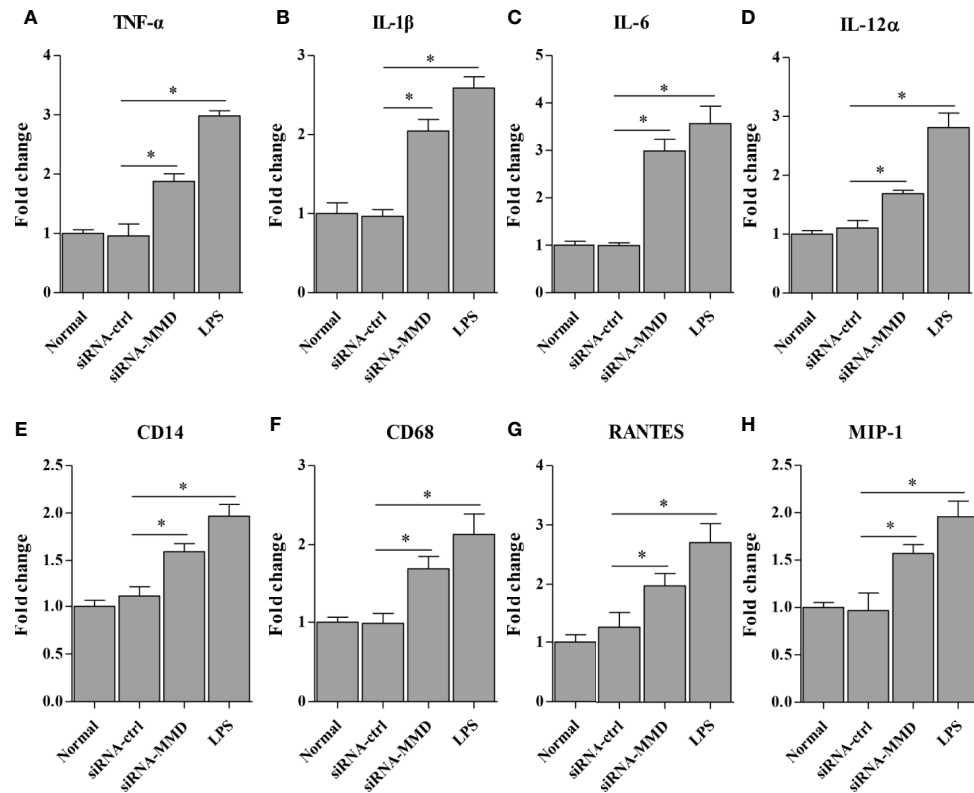 A TNF-α
B IL-1β
C IL-6
D IL-12α
Fold change
4
3
2
1
0
*
*
Normal
siRNA-ctrl
siRNA-MMD
LPS
Fold change
3
2
1
0
*
*
Normal
siRNA-ctrl
siRNA-MMD
LPS
Fold change
6
5
4
3
2
1
0
*
*
Normal
siRNA-ctrl
siRNA-MMD
LPS
Fold change
4
3
2
1
0
*
*
Normal
siRNA-ctrl
siRNA-MMD
LPS
E CD14
F CD68
G RANTES
H MIP-1
Fold change
2.5
2.0
1.5
1.0
0.5
0.0
*
*
Normal
siRNA-ctrl
siRNA-MMD
LPS
Fold change
3
2
1
0
*
*
Normal
siRNA-ctrl
siRNA-MMD
LPS
Fold change
4
3
2
1
0
*
*
Normal
siRNA-ctrl
siRNA-MMD
LPS
Fold change
2.5
2.0
1.5
1.0
0.5
0.0
*
*
Normal
siRNA-ctrl
siRNA-MMD
LPS